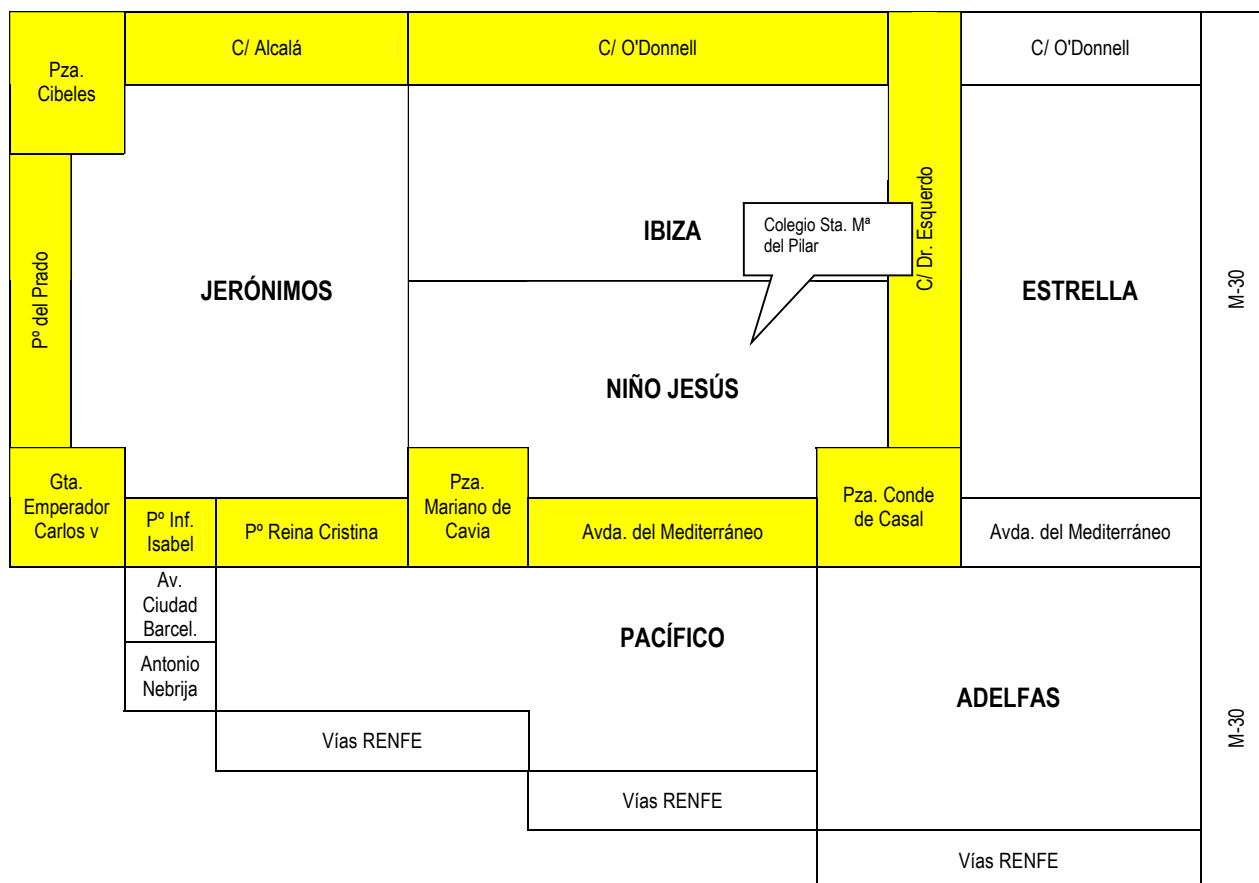 Pza.
Cibeles
C/ Alcalá
C/ O'Donnell
C/ O'Donnell
Pº del Prado
JERÓNIMOS
IBIZA
Colegio Sta. Mª
del Pilar
C/ Dr. Esquerdo
ESTRELLA
M-30
NIÑO JESÚS
Gta.
Emperador
Carlos v
Pº Inf.
Isabel
Pº Reina Cristina
Pza.
Mariano de
Cavia
Avda. del Mediterráneo
Pza. Conde
de Casal
Avda. del Mediterráneo
Av.
Ciudad
Barcel.
Antonio
Nebrija
PACÍFICO
ADELFAS
M-30
Vías RENFE
Vías RENFE
Vías RENFE